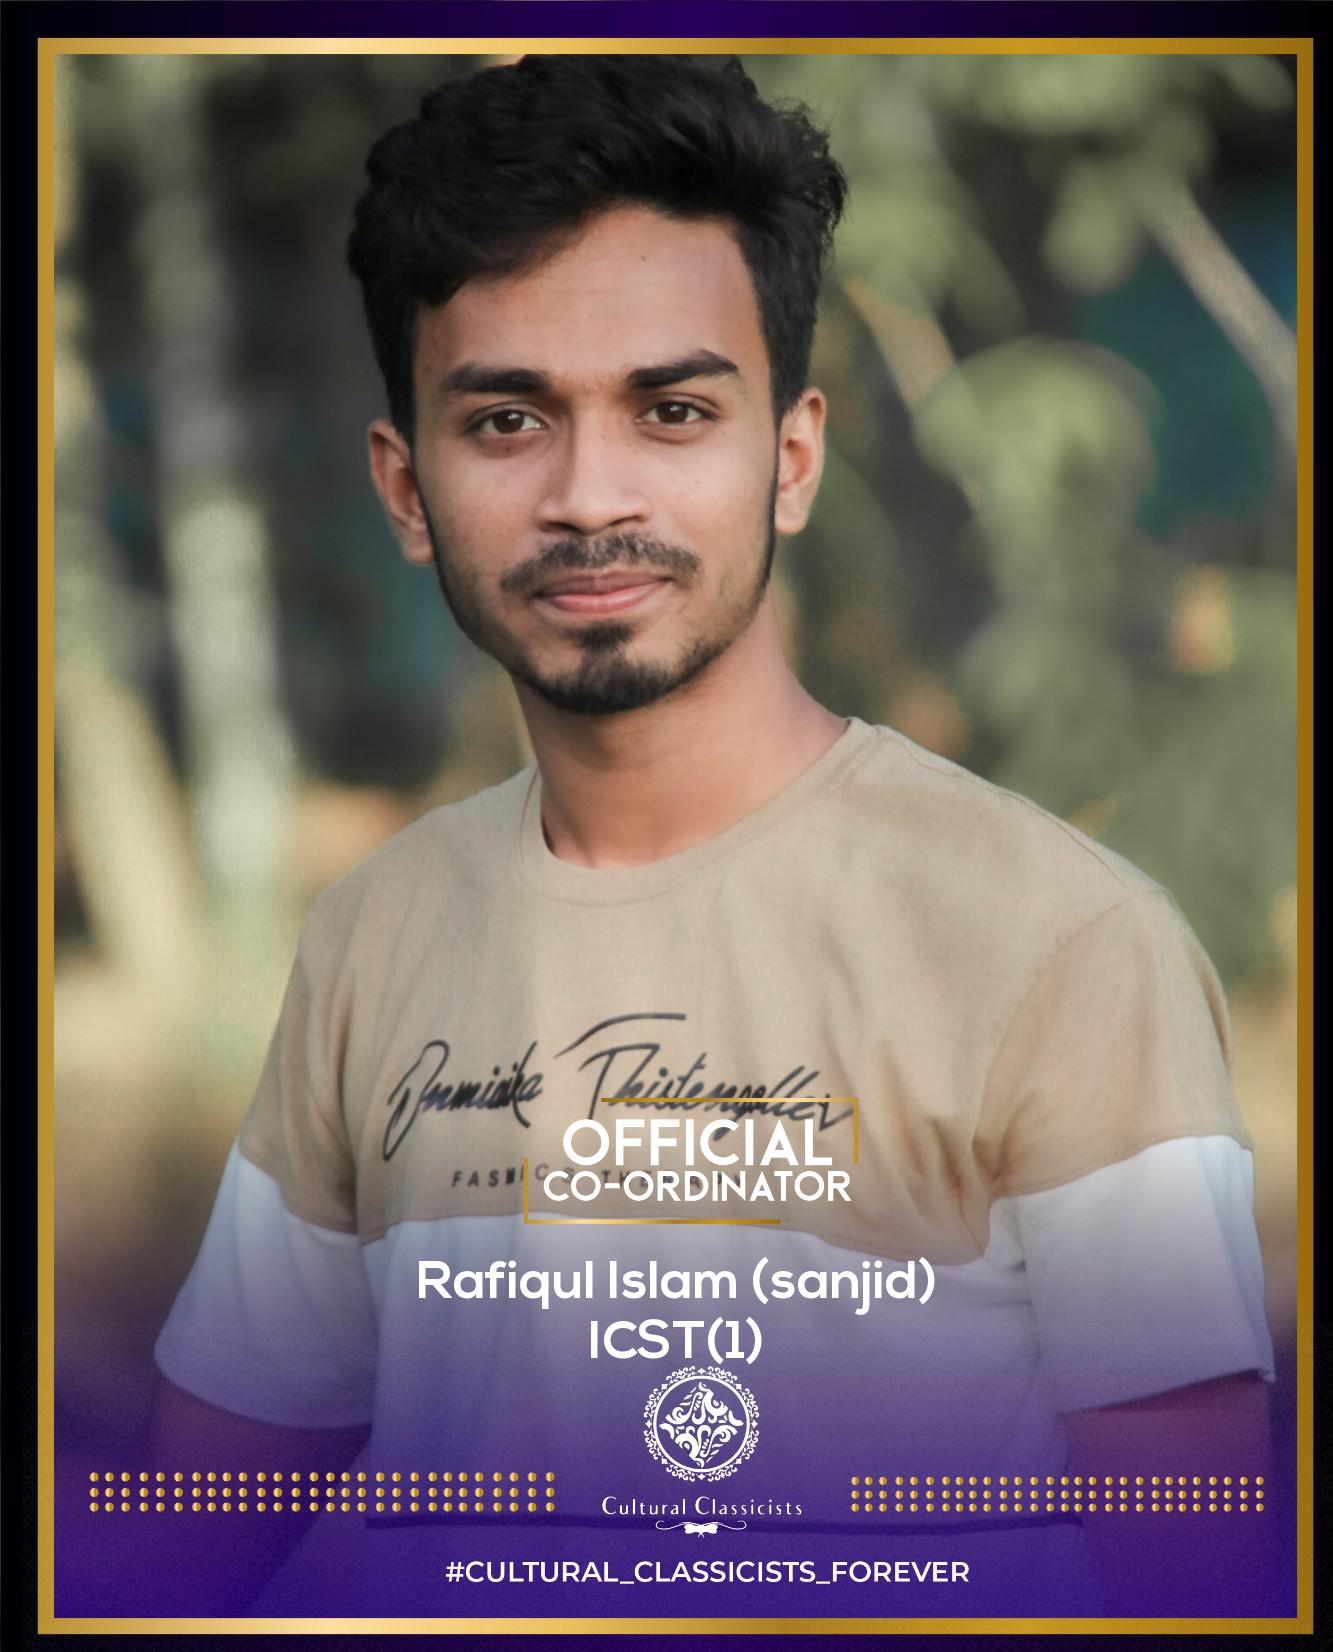 OFFICIAL
CO-ORDINATOR
Rafiqul Islam (sanjid)
ICST(1)
Cultural Classicists
#CULTURAL_CLASSICISTS_FOREVER